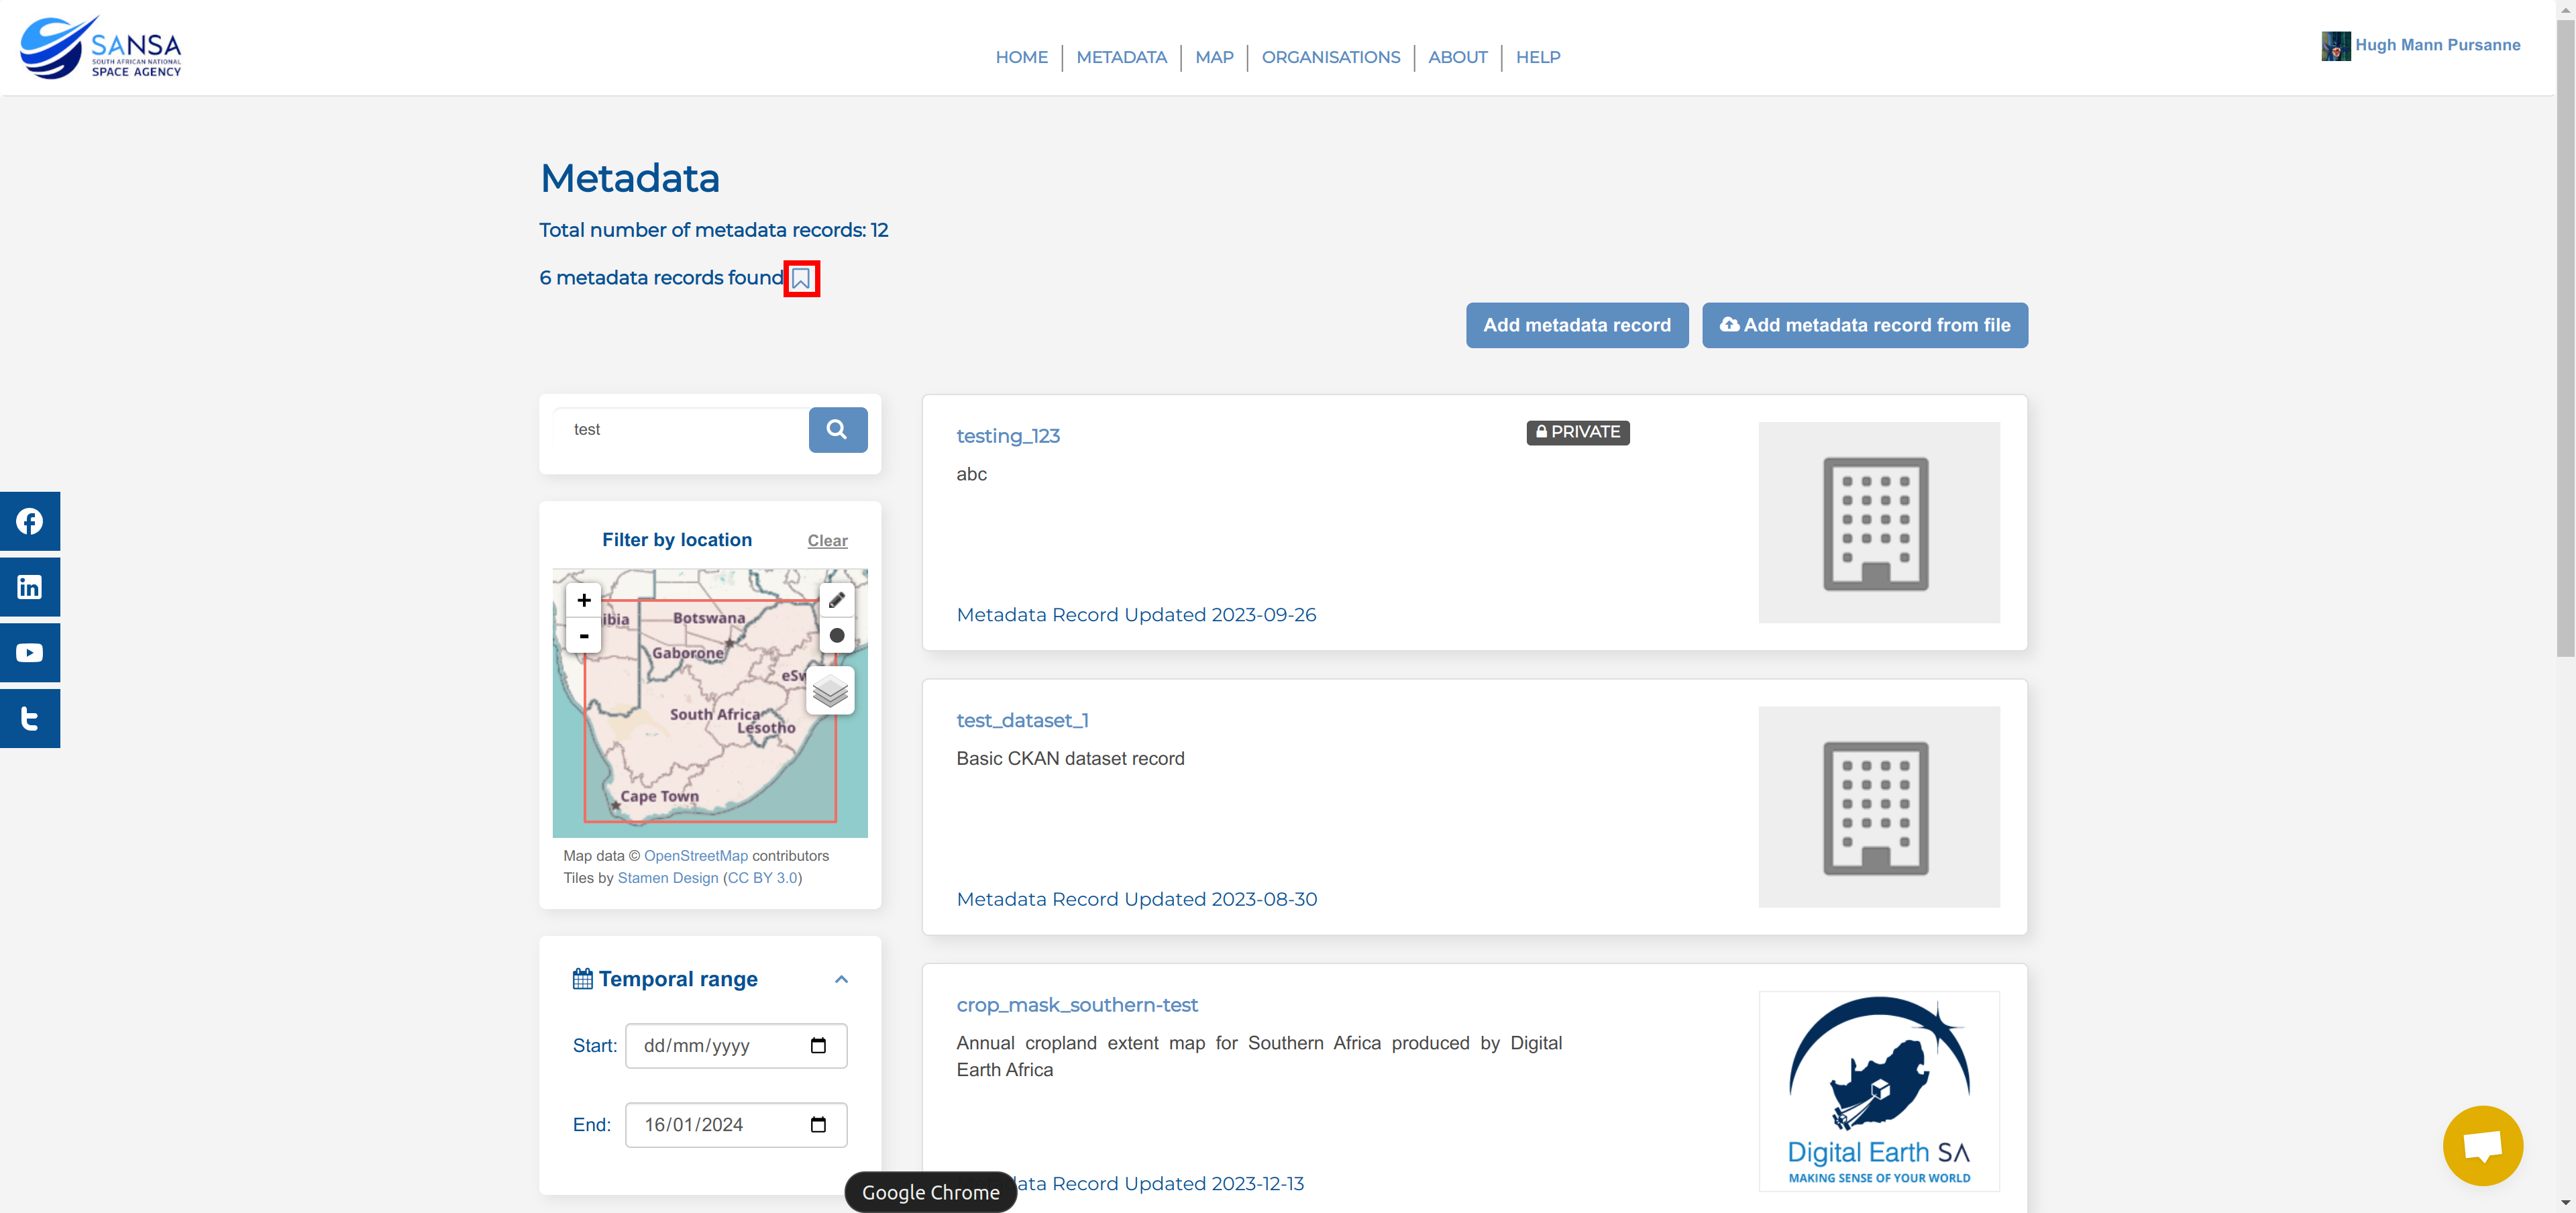 SANSA
SOUTH AFRICAN NATIONAL
SPACE AGENCY
HOME
METADATA
MAP
ORGANISATIONS
ABOUT
HELP
Hugh Mann Pursanne
Metadata
Total number of metadata records: 12
6 metadata records found
Add metadata record
Add metadata record from file
test
Filter by location
Clear
+
-
ibia
Botswana
Gaborone
eSw
South Africa
Lesotho
Cape Town
Map data © OpenStreetMap contributors
Tiles by Stamen Design (CC BY 3.0)
Temporal range
Start: dd/mm/yyyy
End: 16/01/2024
testing_123
PRIVATE
abc
Metadata Record Updated 2023-09-26
test_dataset_1
Basic CKAN dataset record
Metadata Record Updated 2023-08-30
crop_mask_southern-test
Annual cropland extent map for Southern Africa produced by Digital
Earth Africa
data Record Updated 2023-12-13
Digital Earth SA
MAKING SENSE OF YOUR WORLD
Google Chrome